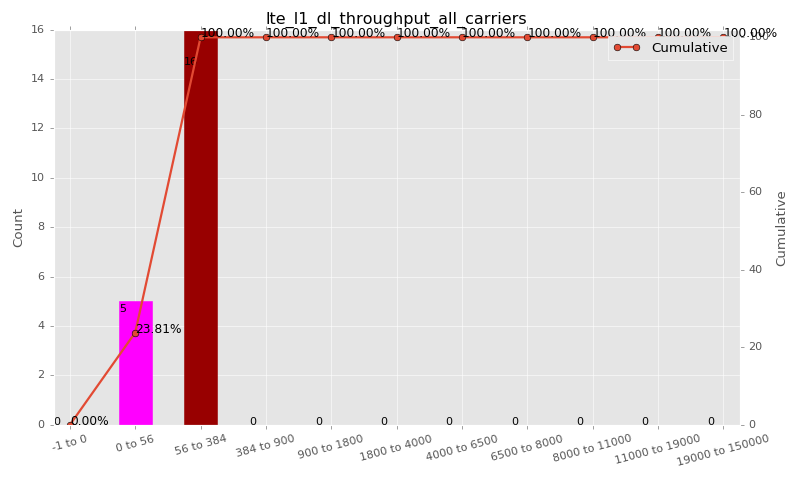 lte_l1_dl_throughput_all_carriers
16
14
12
10
8
6
4
2
0
Count
100
80
60
40
20
0
Cumulative
Cumulative
0 5 16 0 0 0 0 0 0 0 0
0.00% 23.81% 100.00% 100.00% 100.00% 100.00% 100.00% 100.00% 100.00% 100.00% 100.00%
-1 to 0
0 to 56
56 to 384
384 to 900
900 to 1800
1800 to 4000
4000 to 6500
6500 to 8000
8000 to 11000
11000 to 19000
19000 to 150000